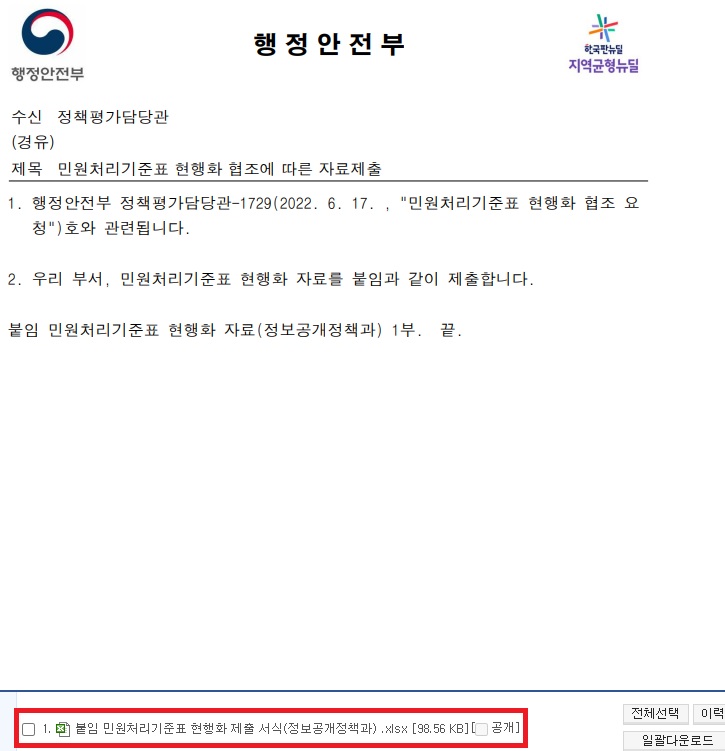 행정안전부
행정안전부
한국판뉴딜
지역균형뉴딜
수신 정책평가담당관
(경유)
제목 민원처리기준표 현행화 협조에 따른 자료제출
1. 행정안전부 정책평가담당관-1729(2022. 6. 17. , "민원처리기준표 현행화 협조 요
청")호와 관련됩니다.
2. 우리 부서, 민원처리기준표 현행화 자료를 붙임과 같이 제출합니다.
붙임 민원처리기준표 현행화 자료(정보공개정책과) 1부. 끝.
전체선택 이력
1. 붙임 민원처리기준표 현행화 제출 서식(정보공개정책과) .xlsx [98.56 KB][공개]
일괄다운로드